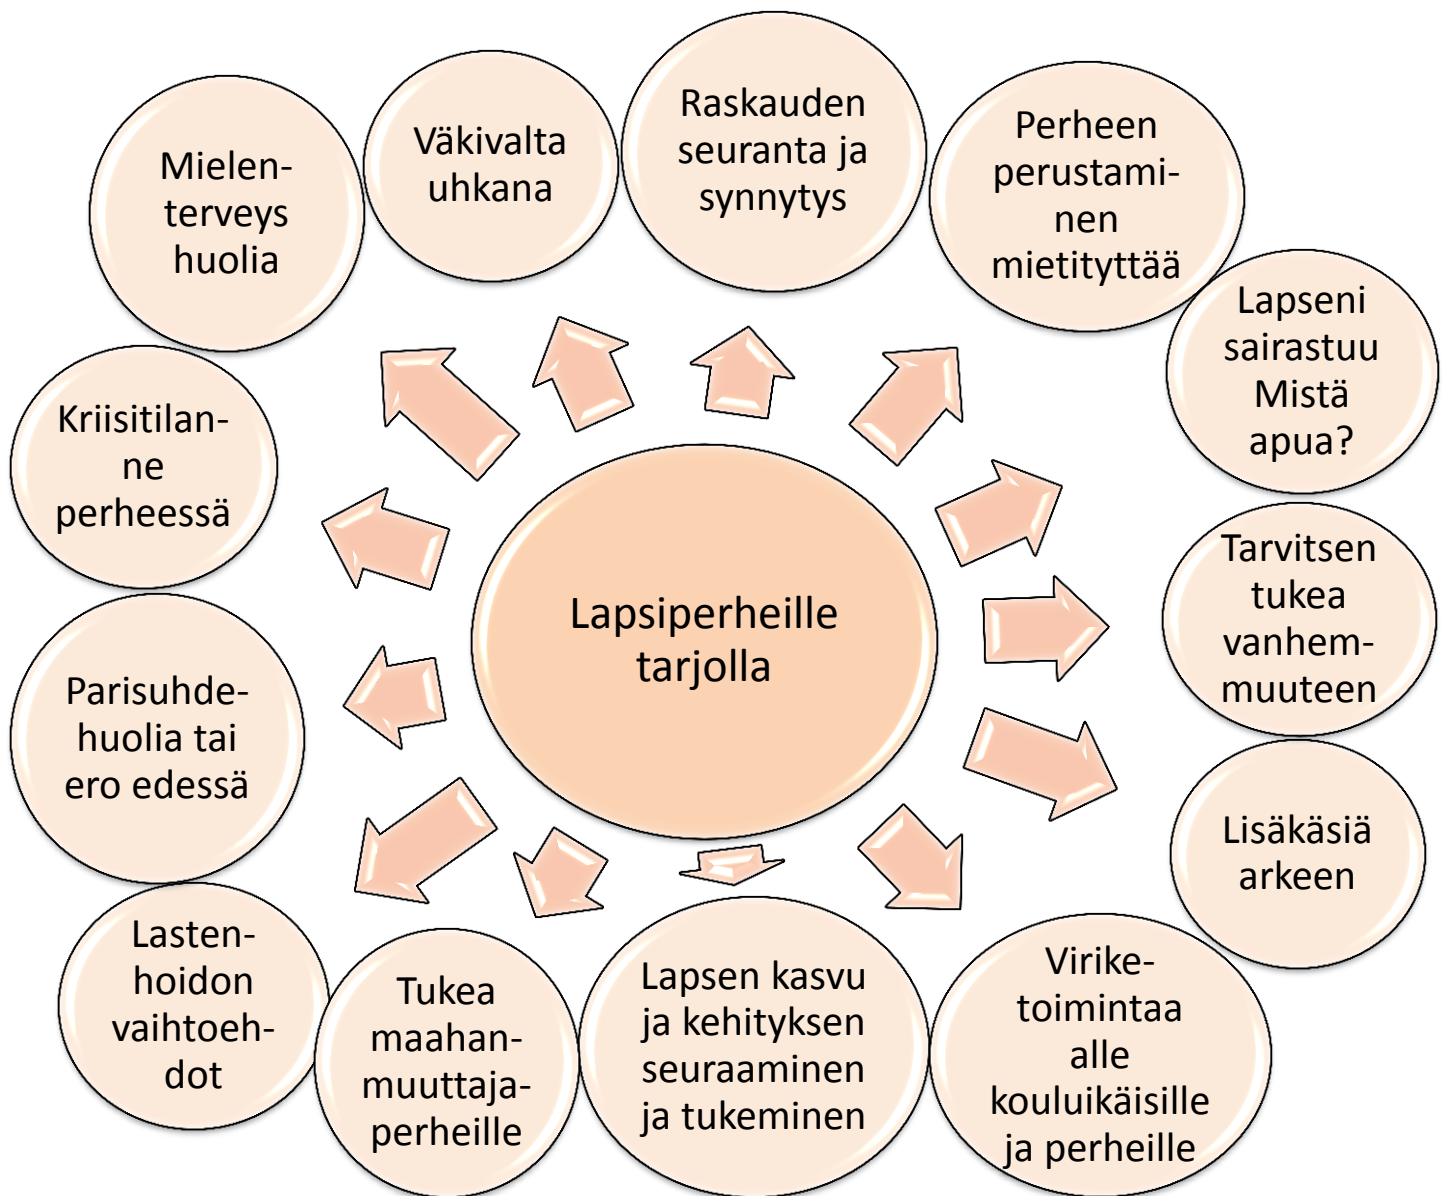 Raskauden
seuranta ja
synnytys
Perheen
perustami-
nen
mietityttää
Lapseni
sairastuu
Mistä
apua?
Tarvitsen
tukea
vanhem-
muuteen
Lisäkäsiä
arkeen
Virike-
toimintaa
alle
kouluikäisille
ja perheille
Lapsen kasvu
ja kehityksen
seuraaminen
ja tukeminen
Tukea
maahan-
muuttaja-
perheille
Lasten-
hoidon
vaihtoeh-
dot
Parisuhde-
huolia tai
ero edessä
Kriisitilan-
ne
perheessä
Mielen-
terveys
huolia
Väkivalta
uhkana
Lapsiperheille
tarjolla